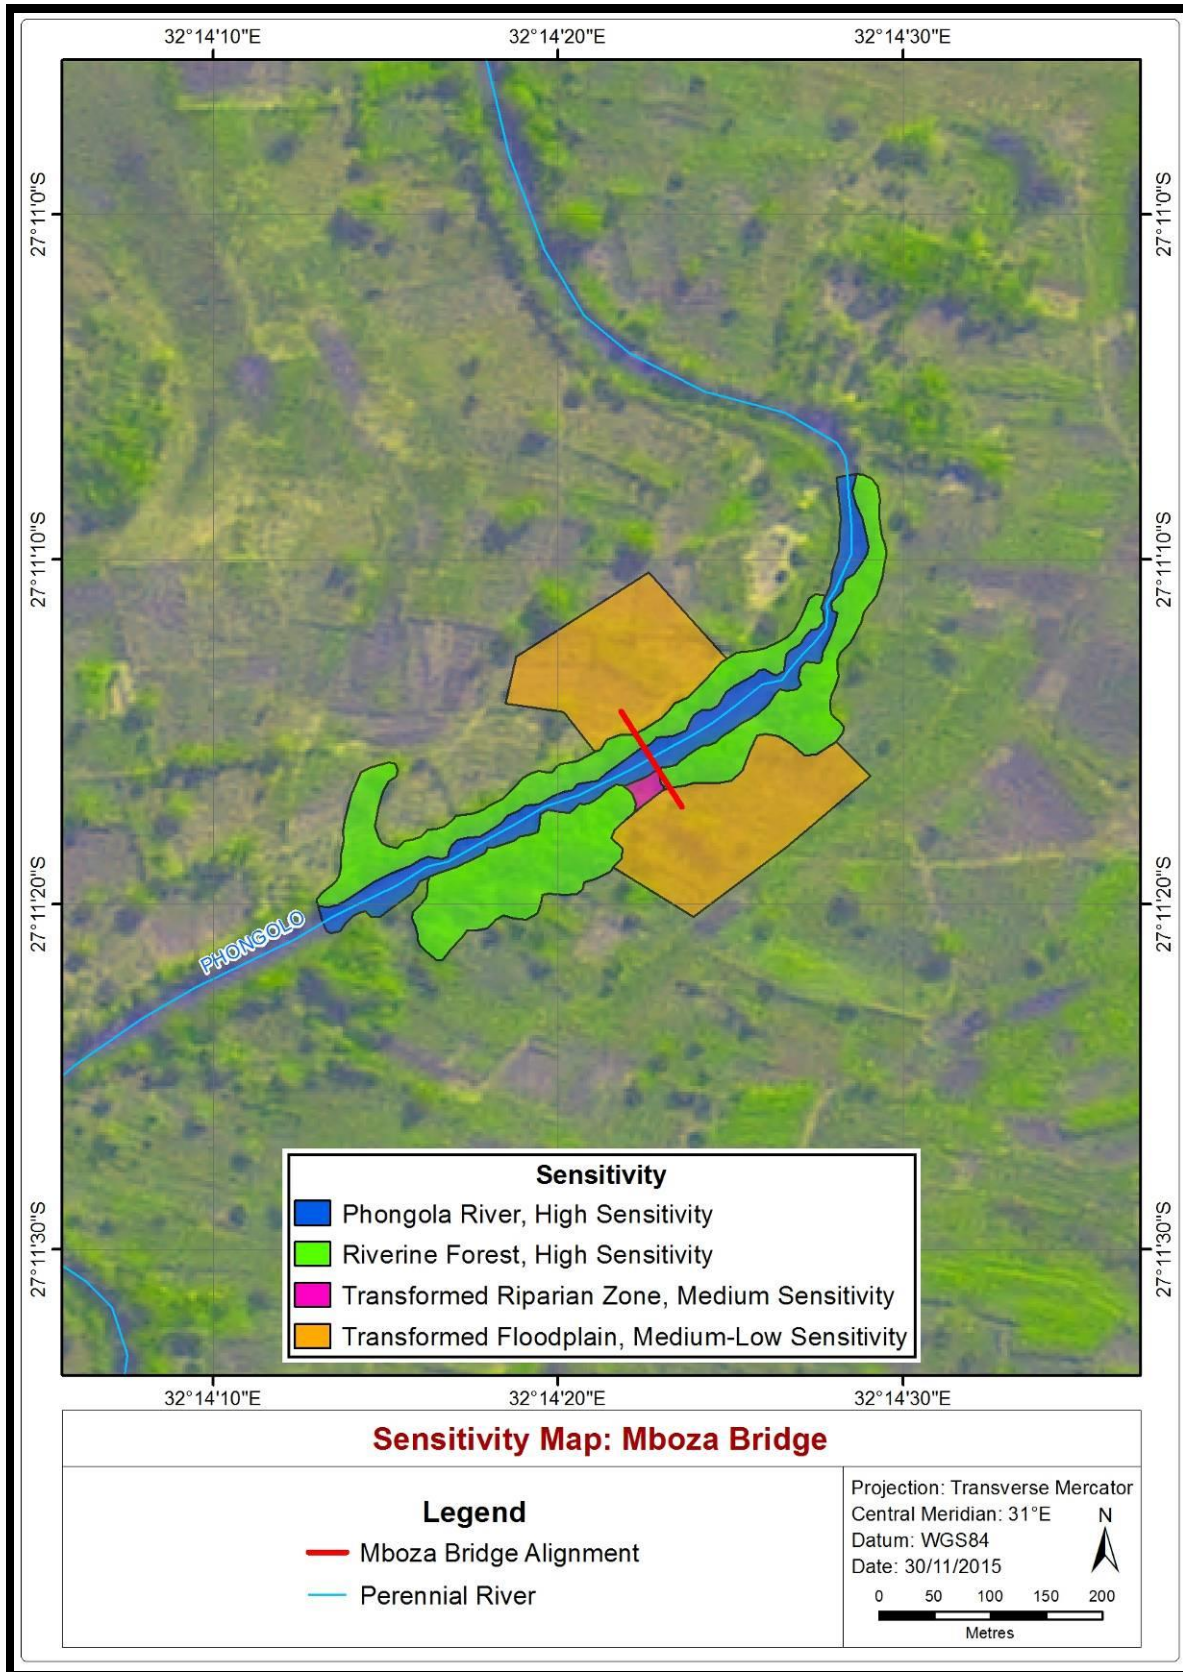 32°14'10"E
32°14'20"E
32°14'30"E
27°11'0"S
27°11'0"S
27°11'10"S
27°11'10"S
27°11'20"S
27°11'20"S
PHONGOLO
27°11'30"S
27°11'30"S
Sensitivity
Phongola River, High Sensitivity
Riverine Forest, High Sensitivity
Transformed Riparian Zone, Medium Sensitivity
Transformed Floodplain, Medium-Low Sensitivity
32°14'10"E
32°14'20"E
32°14'30"E
Sensitivity Map: Mboza Bridge
Legend
Mboza Bridge Alignment
Perennial River
Projection: Transverse Mercator
Central Meridian: 31°E
Datum: WGS84
Date: 30/11/2015
N
0 50 100 150 200
Metres